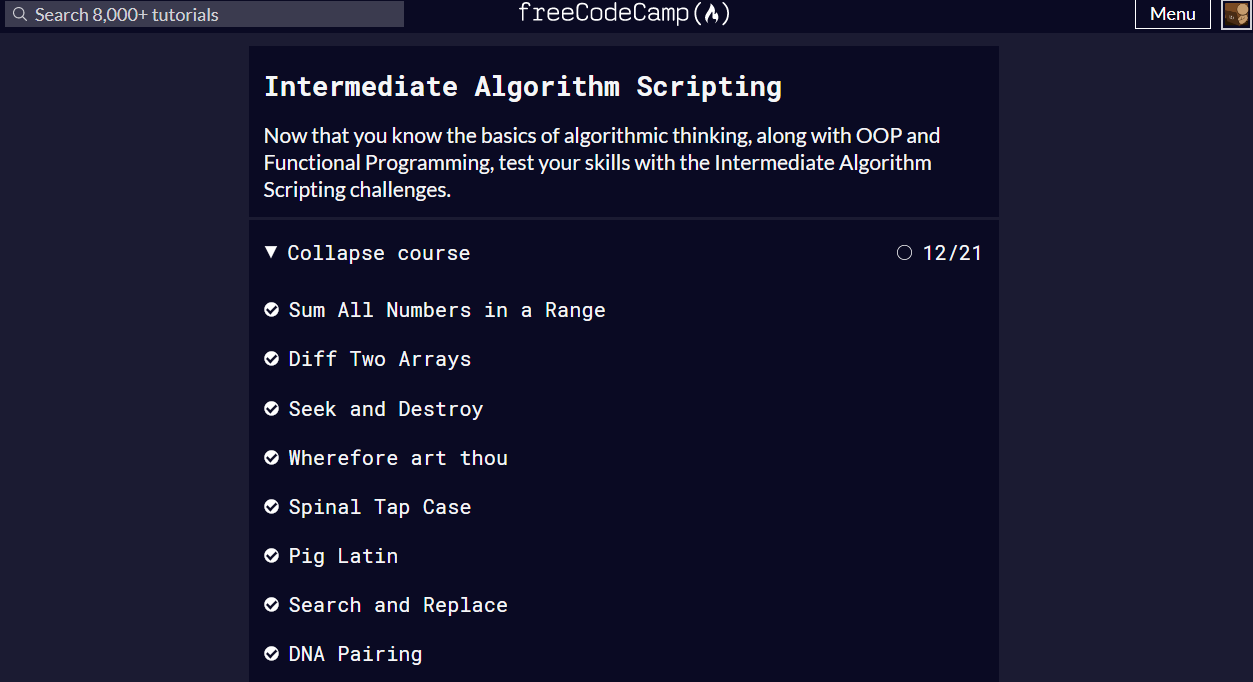 Search 8,000+ tutorials
freeCodeCamp
Menu
Intermediate Algorithm Scripting
Now that you know the basics of algorithmic thinking, along with OOP and
Functional Programming, test your skills with the Intermediate Algorithm
Scripting challenges.
Collapse course 12/21
Sum All Numbers in a Range
Diff Two Arrays
Seek and Destroy
Wherefore art thou
Spinal Tap Case
Pig Latin
Search and Replace
DNA Pairing